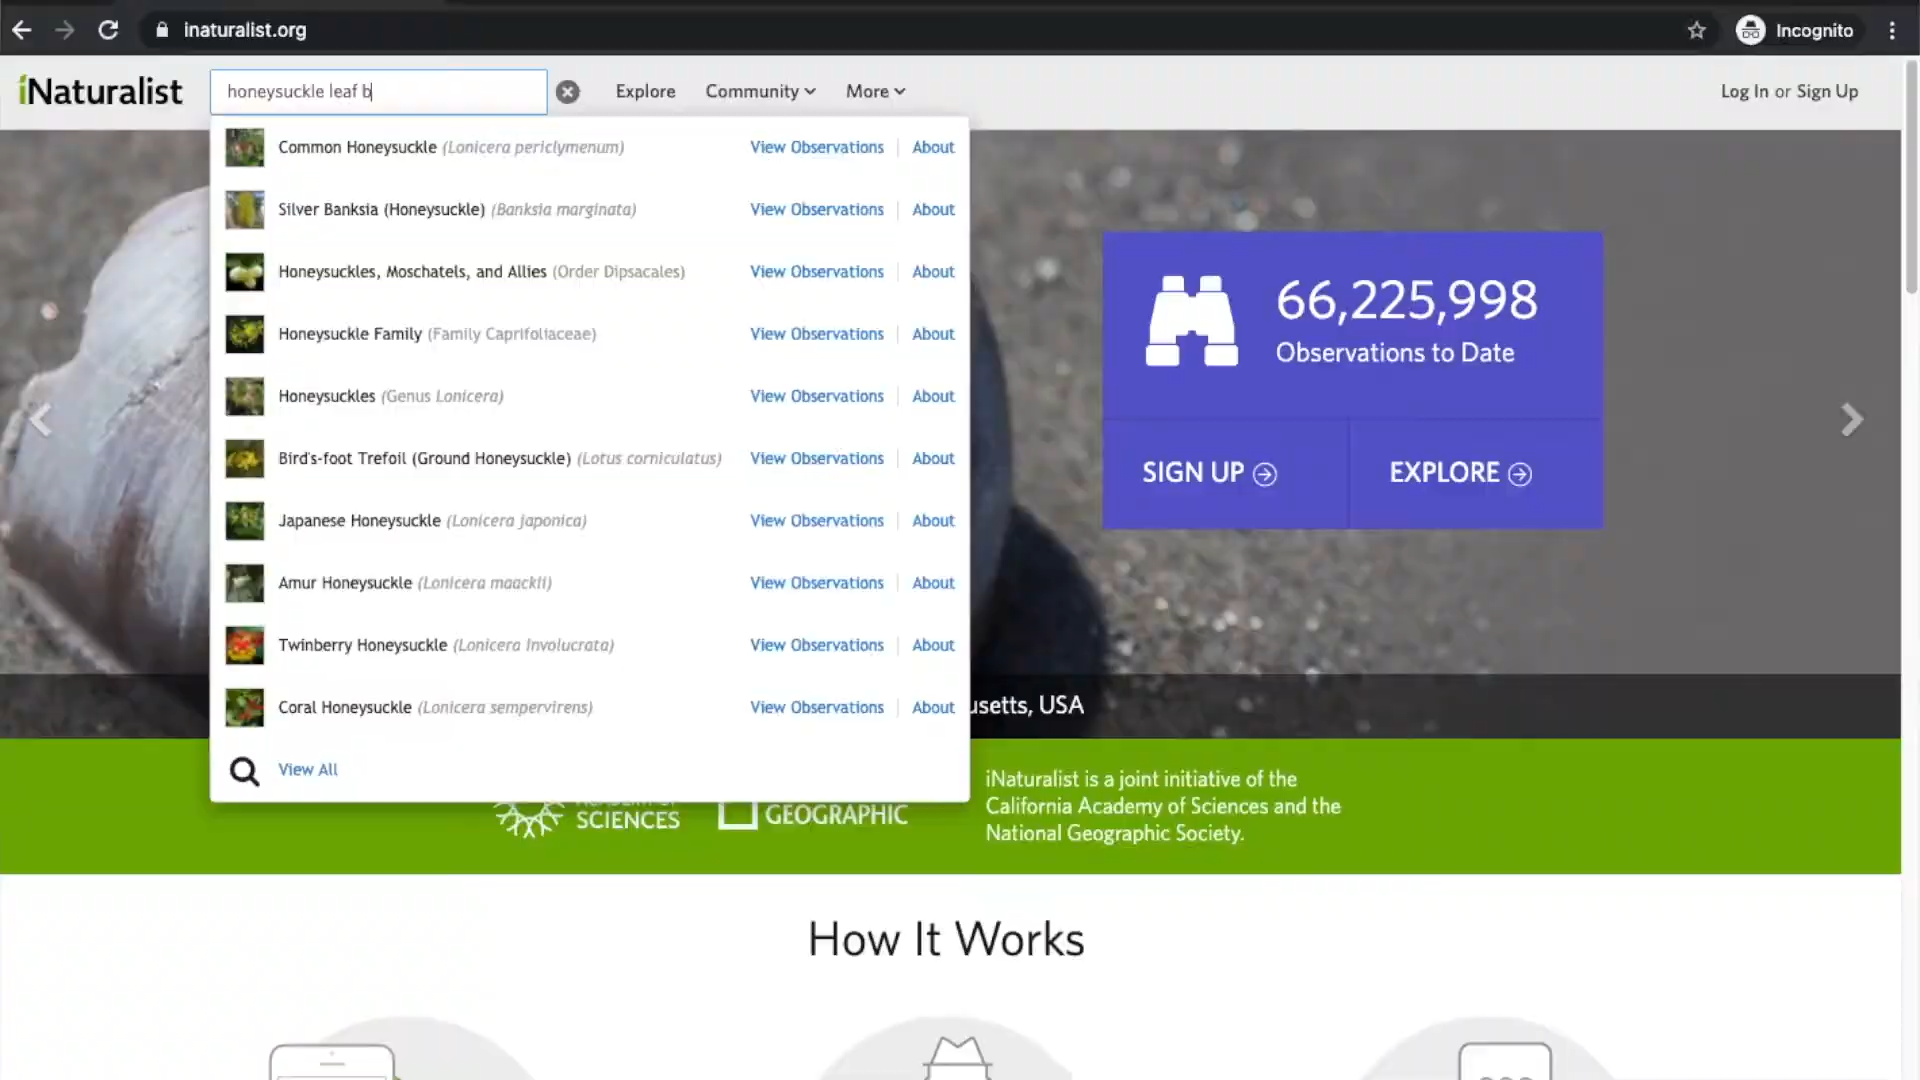 inaturalist.org
Incognito
iNaturalist
honeysuckle leaf b
Explore
Community
More
Log In or Sign Up
Common Honeysuckle (Lonicera periclymenum) View Observations About
Silver Banksia (Honeysuckle) (Banksia marginata) View Observations About
Honeysuckles, Moschatels, and Allies (Order Dipsacales) View Observations About
Honeysuckle Family (Family Caprifoliaceae) View Observations About
Honeysuckles (Genus Lonicera) View Observations About
Bird's-foot Trefoil (Ground Honeysuckle) (Lotus corniculatus) View Observations About
Japanese Honeysuckle (Lonicera japonica) View Observations About
Amur Honeysuckle (Lonicera maackii) View Observations About
Twinberry Honeysuckle (Lonicera involucrata) View Observations About
Coral Honeysuckle (Lonicera sempervirens) View Observations About
View All
66,225,998
Observations to Date
SIGN UP
EXPLORE
usetts, USA
SCIENCES
GEOGRAPHIC
iNaturalist is a joint initiative of the
California Academy of Sciences and the
National Geographic Society.
How It Works